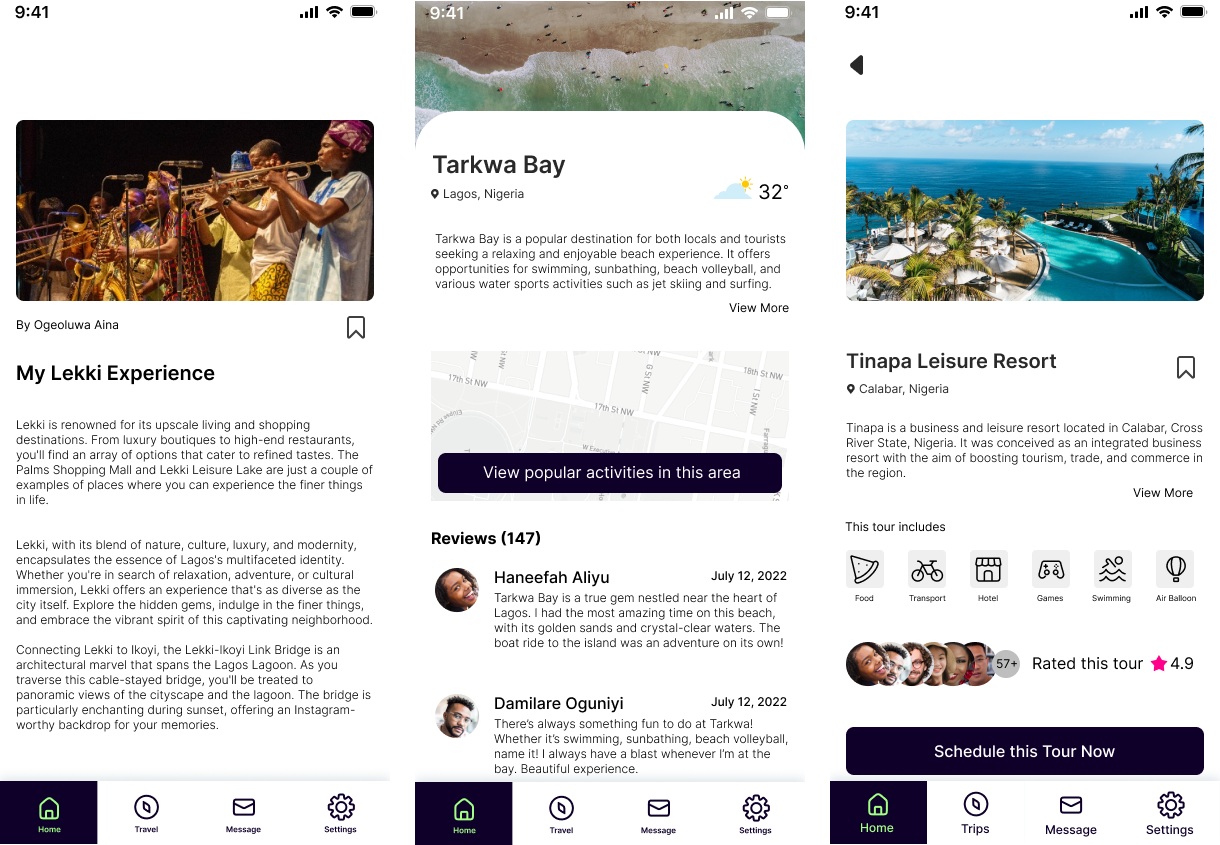 9:41
By Ogeoluwa Aina
My Lekki Experience
Lekki is renowned for its upscale living and shopping
destinations. From luxury boutiques to high-end restaurants,
you'll find an array of options that cater to refined tastes. The
Palms Shopping Mall and Lekki Leisure Lake are just a couple of
examples of places where you can experience the finer things
in life.
Lekki, with its blend of nature, culture, luxury, and modernity,
encapsulates the essence of Lagos's multifaceted identity.
Whether you're in search of relaxation, adventure, or cultural
immersion, Lekki offers an experience that's as diverse as the
city itself. Explore the hidden gems, indulge in the finer things,
and embrace the vibrant spirit of this captivating neighborhood.
Connecting Lekki to Ikoyi, the Lekki-Ikoyi Link Bridge is an
architectural marvel that spans the Lagos Lagoon. As you
traverse this cable-stayed bridge, you'll be treated to
panoramic views of the cityscape and the lagoon. The bridge is
particularly enchanting during sunset, offering an Instagram-
worthy backdrop for your memories.
Home
Travel
Message
Settings
9:41
Tarkwa Bay
Lagos, Nigeria
32°
Tarkwa Bay is a popular destination for both locals and tourists
seeking a relaxing and enjoyable beach experience. It offers
opportunities for swimming, sunbathing, beach volleyball, and
various water sports activities such as jet skiing and surfing.
View More
NW
18th St NW
17th St NW
G St NW
17th St NW
I St NW
View popular activities in this area
Reviews (147)
Haneefah Aliyu
July 12, 2022
Tarkwa Bay is a true gem nestled near the heart of
Lagos. I had the most amazing time on this beach,
with its golden sands and crystal-clear waters. The
boat ride to the island was an adventure on its own!
Damilare Oguniyi
July 12, 2022
There's always something fun to do at Tarkwa!
Whether it's swimming, sunbathing, beach volleyball,
name it! I always have a blast whenever I'm at the
bay. Beautiful experience.
Home
Travel
Message
Settings
9:41
Tinapa Leisure Resort
Calabar, Nigeria
Tinapa is a business and leisure resort located in Calabar, Cross
River State, Nigeria. It was conceived as an integrated business
resort with the aim of boosting tourism, trade, and commerce in
the region.
View More
This tour includes
Food
Transport
Hotel
Games
Swimming
Air Balloon
57+
Rated this tour
4.9
Schedule this Tour Now
Home
Trips
Message
Settings